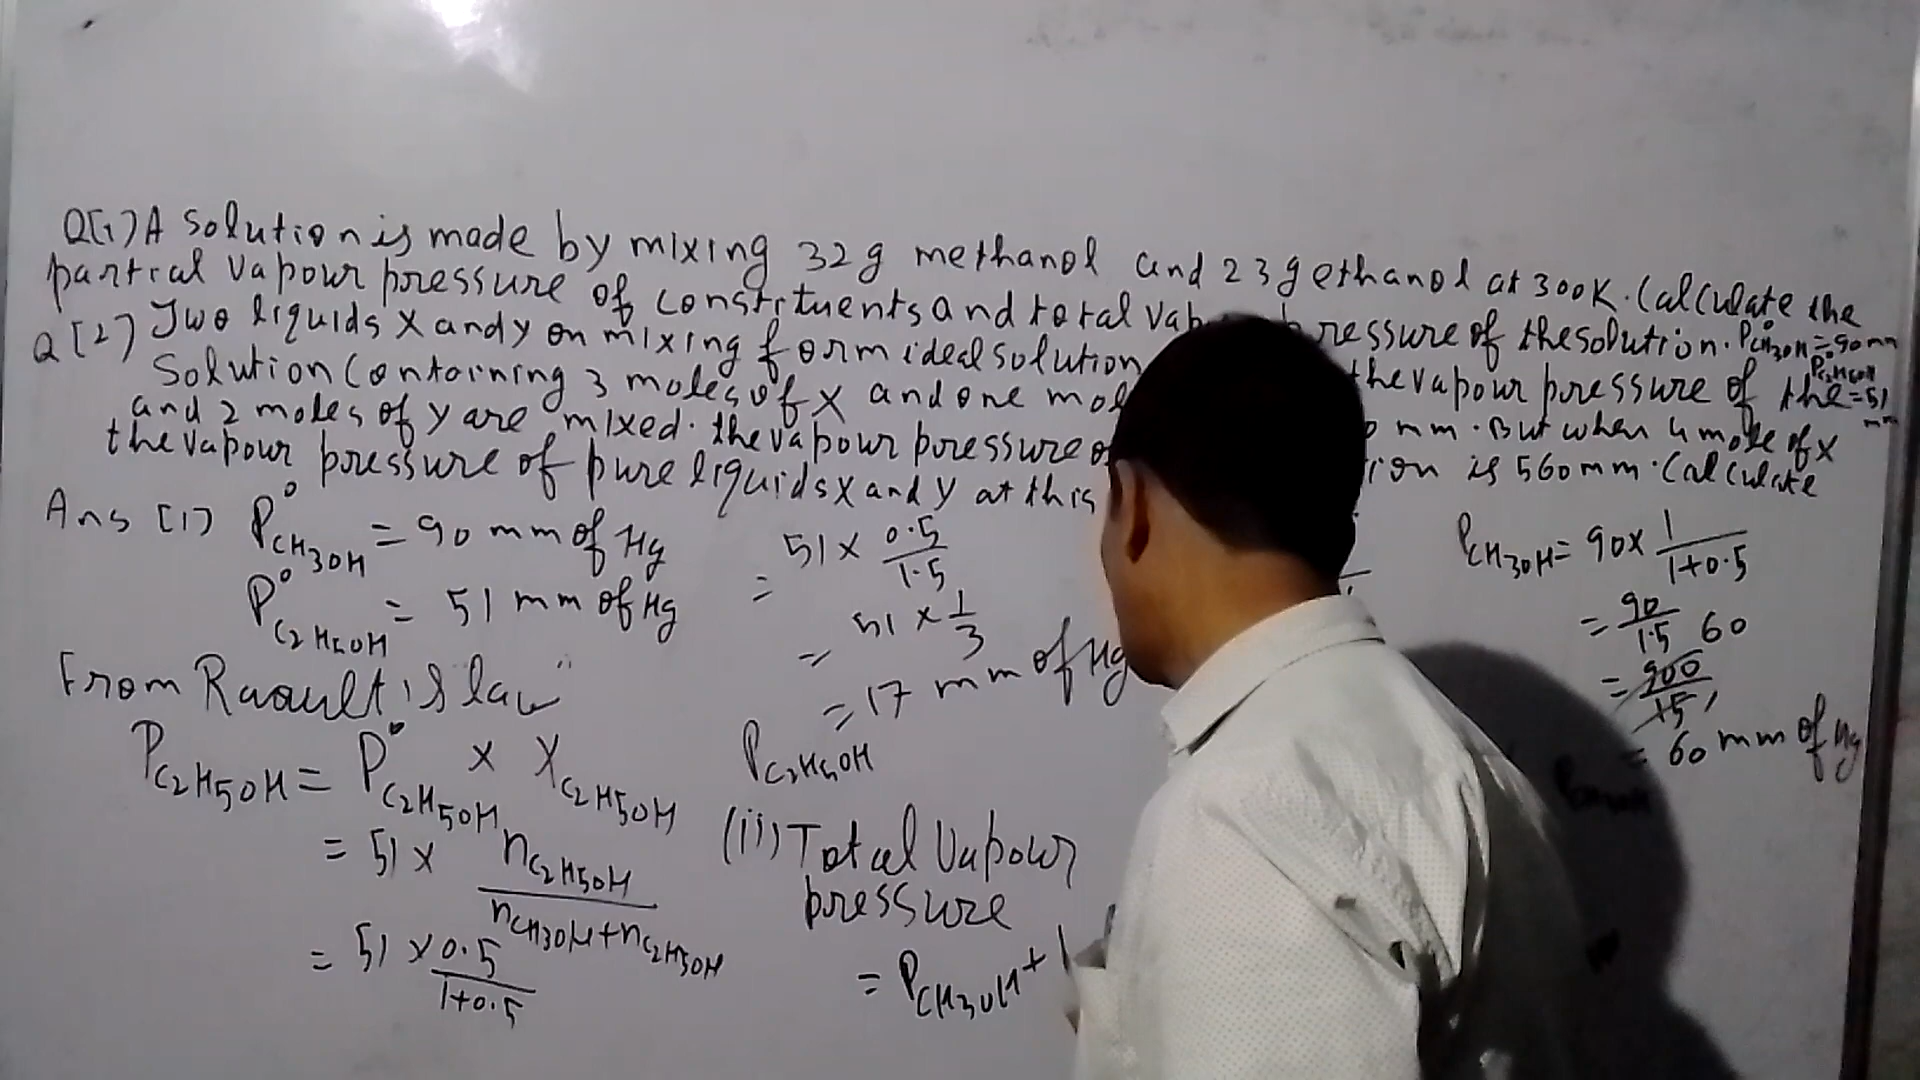 Q[1] A solution is made by mixing 32g methanol and 23g ethanol at 300K. Calculate the
partial vapour pressure of constituents and total pressure of the solution. P°CH3OH = 90 mm
P°C2H5OH = 51 mm
Q[2] Two liquids X and Y on mixing form ideal solution the vapour pressure of the
solution containing 3 moles of X and one mm. But when 4 mole of X
and 2 moles of Y are mixed. the vapour pressure is 560mm. Calculate
the vapour pressure of pure liquids X and Y at this
Ans [1] P°CH3OH = 90 mm of Hg
P°C2H5OH = 51 mm of Hg
From Raoult's law
PC2H5OH = P°C2H5OH × XC2H5OH
= 51 × nC2H5OH / nCH3OH + nC2H5OH
= 51 × 0.5 / 1+0.5
= 51 × 0.5 / 1.5
= 51 × 1/3
= 17 mm of Hg
PC2H5OH
(ii) Total Vapour
pressure
= PCH3OH +
PCH3OH = 90 × 1 / 1+0.5
= 90 / 1.5 60
= 900 / 15
= 60 mm of Hg